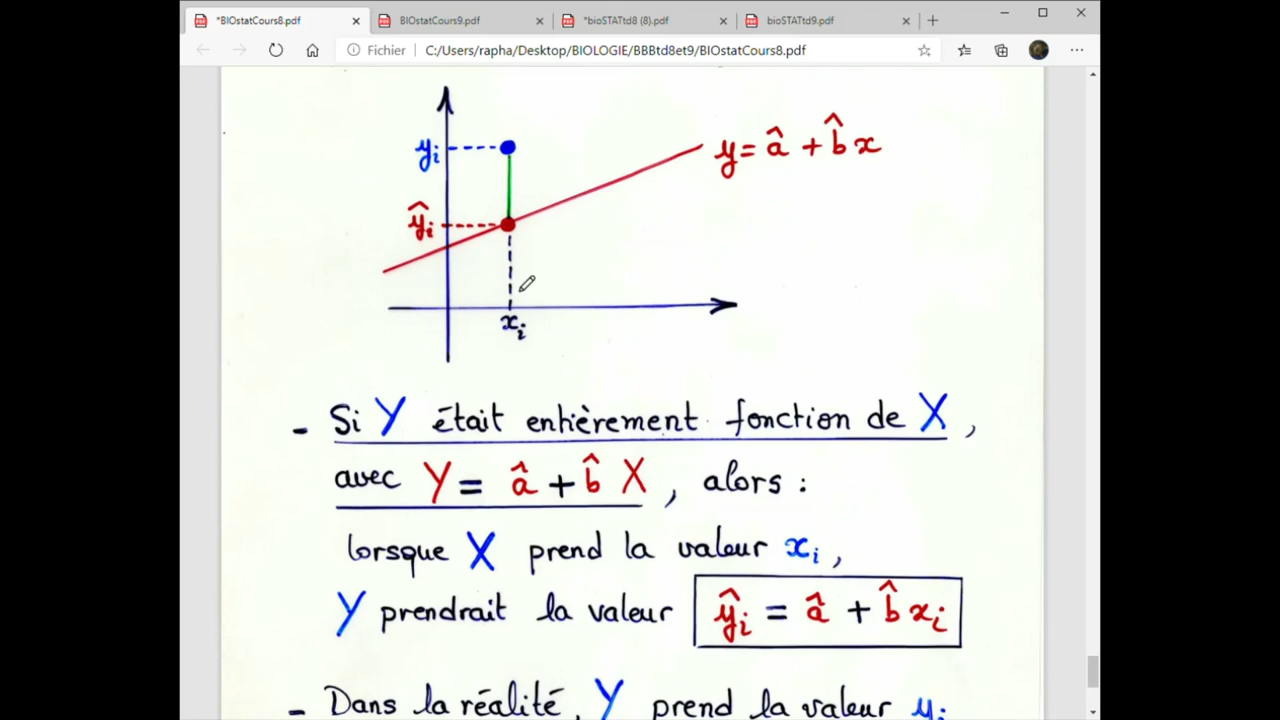 *BIOstatCours8.pdf
BIOstatCours9.pdf
*bioSTATtd8 (8).pdf
bioSTATtd9.pdf
Fichier
C:/Users/rapha/Desktop/BIOLOGIE/BBBtd8et9/BIOstatCours8.pdf
yᵢ
y = â + b̂ x
ŷᵢ
xᵢ
- Si Y était entièrement fonction de X,
avec Y = â + b̂ X, alors :
lorsque X prend la valeur xᵢ,
Y prendrait la valeur ŷᵢ = â + b̂ xᵢ
- Dans la réalité, Y prend la valeur yᵢ